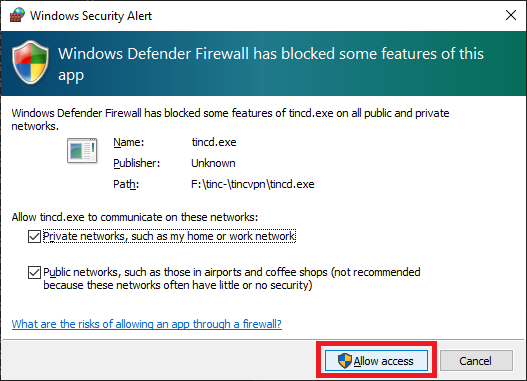 Windows Security Alert
Windows Defender Firewall has blocked some features of this
app
Windows Defender Firewall has blocked some features of tincd.exe on all public and private
networks.
Name: tincd.exe
Publisher: Unknown
Path: F:\tinc-\tincvpn\tincd.exe
Allow tincd.exe to communicate on these networks:
Private networks, such as my home or work network
Public networks, such as those in airports and coffee shops (not recommended
because these networks often have little or no security)
What are the risks of allowing an app through a firewall?
Allow access Cancel